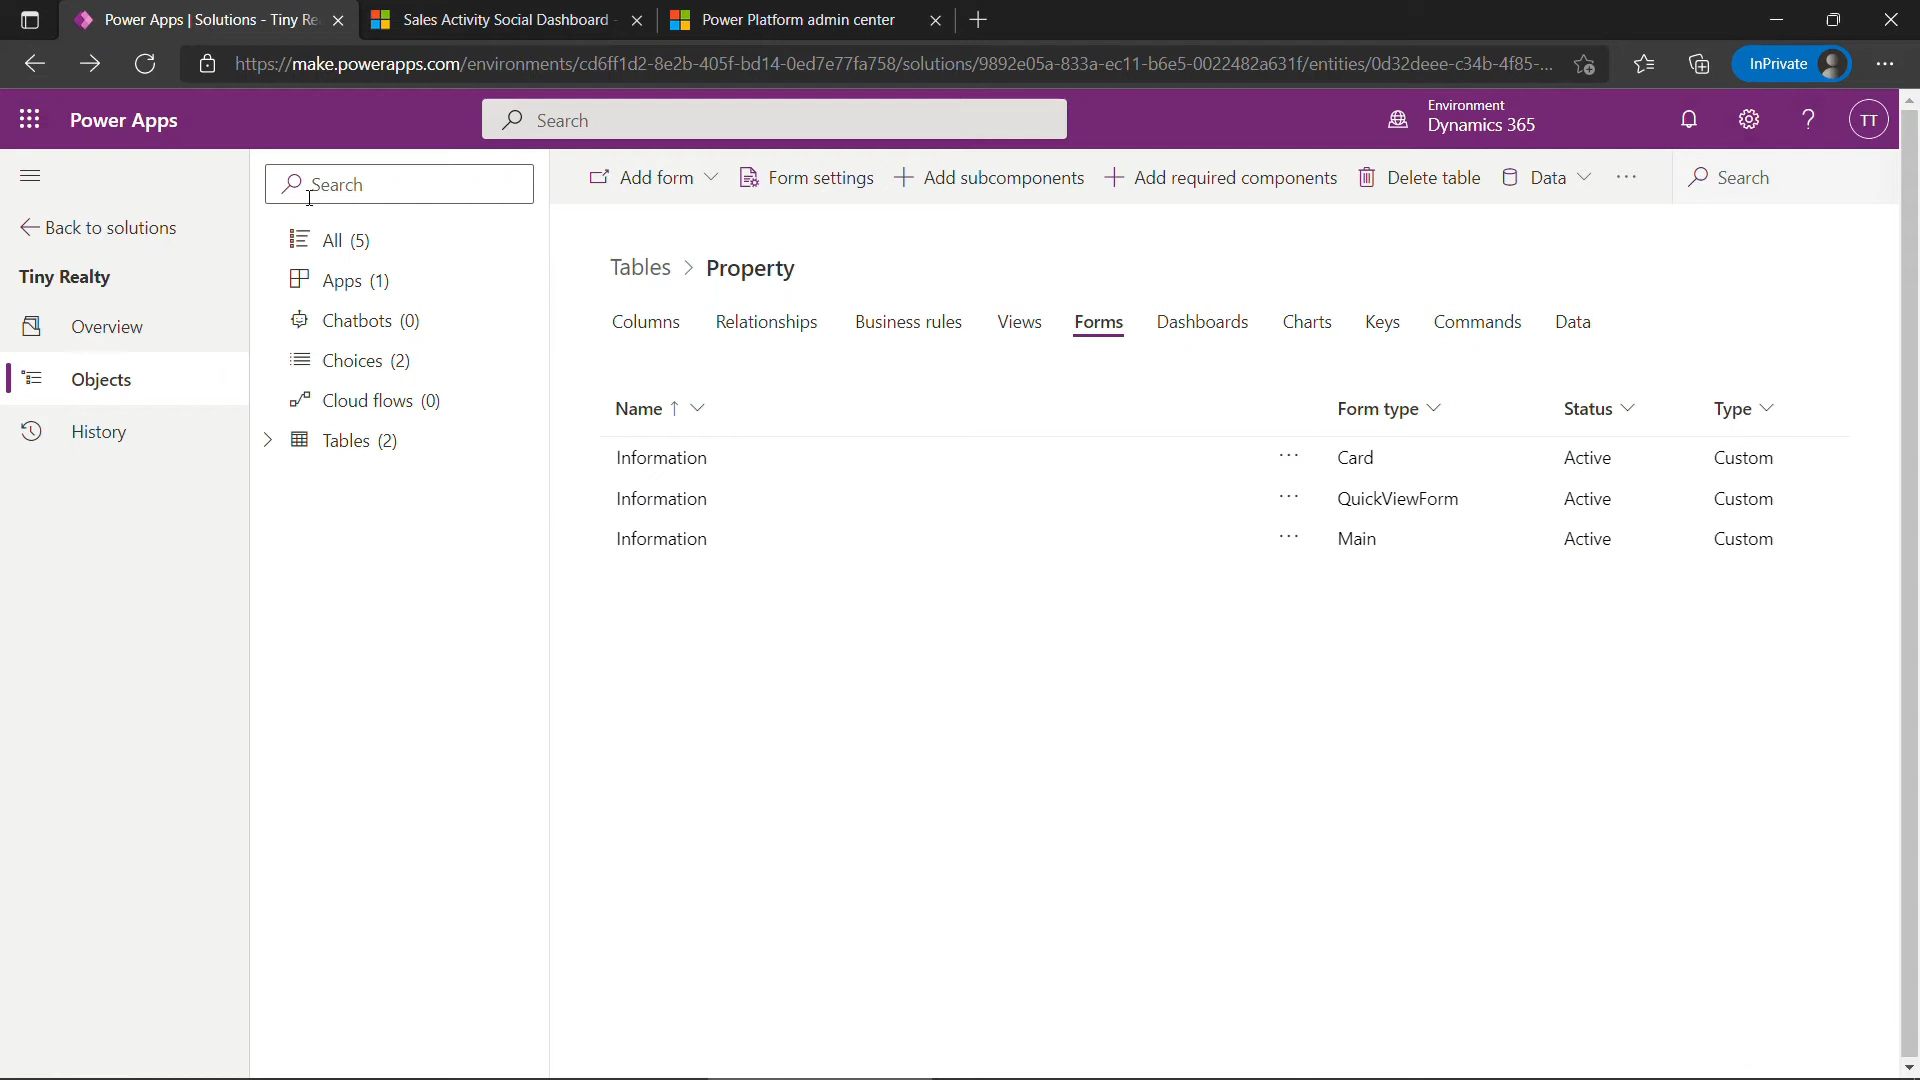 Power Apps | Solutions - Tiny Re
Sales Activity Social Dashboard -
Power Platform admin center
https://make.powerapps.com/environments/cd6ff1d2-8e2b-405f-bd14-0ed7e77fa758/solutions/9892e05a-833a-ec11-b6e5-0022482a631f/entities/0d32deee-c34b-4f85-...
InPrivate
Power Apps
Search
Environment
Dynamics 365
TT
Back to solutions
Tiny Realty
Overview
Objects
History
Search
All (5)
Apps (1)
Chatbots (0)
Choices (2)
Cloud flows (0)
Tables (2)
Add form
Form settings
Add subcomponents
Add required components
Delete table
Data
Search
Tables > Property
Columns Relationships Business rules Views Forms Dashboards Charts Keys Commands Data
Name ↑ Form type Status Type
Information ... Card Active Custom
Information ... QuickViewForm Active Custom
Information ... Main Active Custom